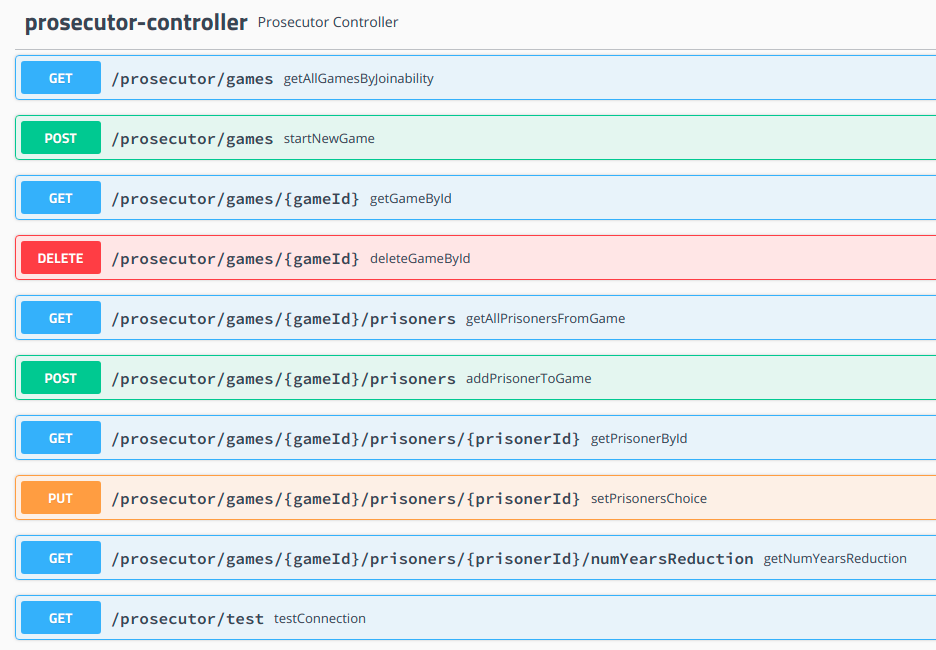 prosecutor-controller Prosecutor Controller
GET /prosecutor/games getAllGamesByJoinability
POST /prosecutor/games startNewGame
GET /prosecutor/games/{gameId} getGameById
DELETE /prosecutor/games/{gameId} deleteGameById
GET /prosecutor/games/{gameId}/prisoners getAllPrisonersFromGame
POST /prosecutor/games/{gameId}/prisoners addPrisonerToGame
GET /prosecutor/games/{gameId}/prisoners/{prisonerId} getPrisonerById
PUT /prosecutor/games/{gameId}/prisoners/{prisonerId} setPrisonersChoice
GET /prosecutor/games/{gameId}/prisoners/{prisonerId}/numYearsReduction getNumYearsReduction
GET /prosecutor/test testConnection